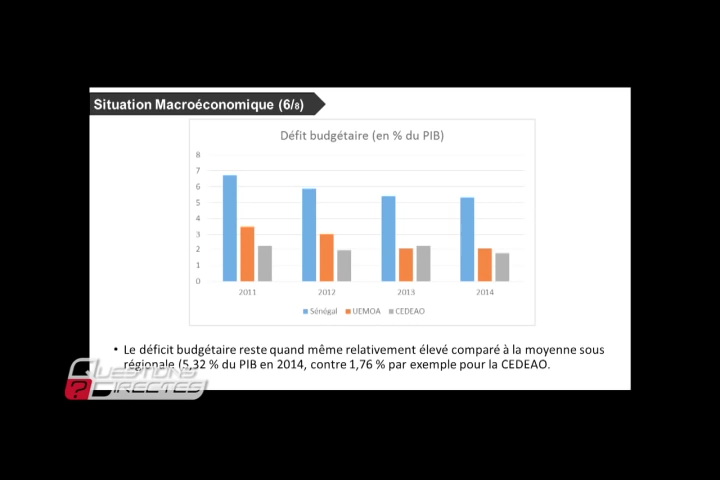 Situation Macroéconomique (6/8)
Défit budgétaire (en % du PIB)
8
7
6
5
4
3
2
1
0
2011 2012 2013 2014
Sénégal UEMOA CEDEAO
• Le déficit budgétaire reste quand même relativement élevé comparé à la moyenne sous
régionale (5,32 % du PIB en 2014, contre 1,76 % par exemple pour la CEDEAO.
QUESTIONS
? DIRECTES